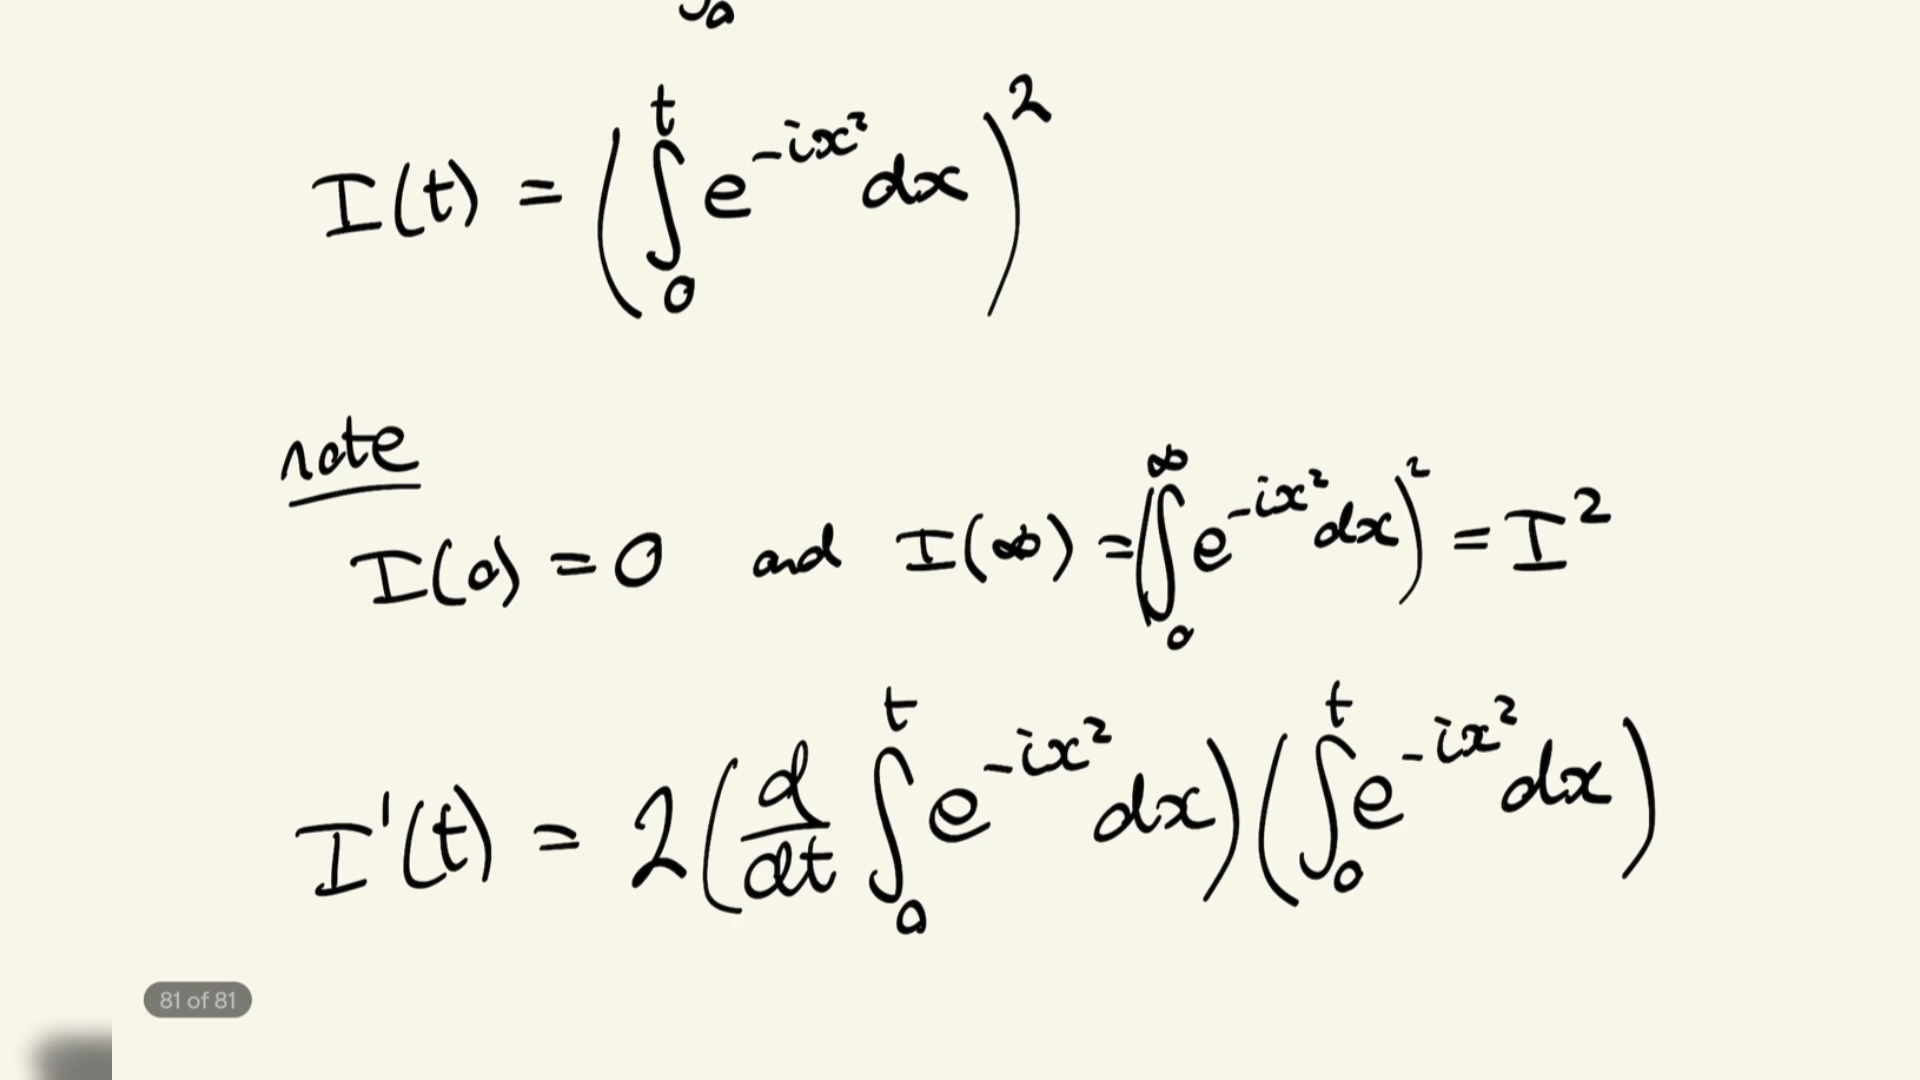 I(t) = (∫₀ᵗ e^{-ix²} dx)²
note
I(0) = 0 and I(∞) = (∫₀^∞ e^{-ix²} dx)² = I²
I'(t) = 2(d/dt ∫₀ᵗ e^{-ix²} dx)(∫₀ᵗ e^{-ix²} dx)
81 of 81